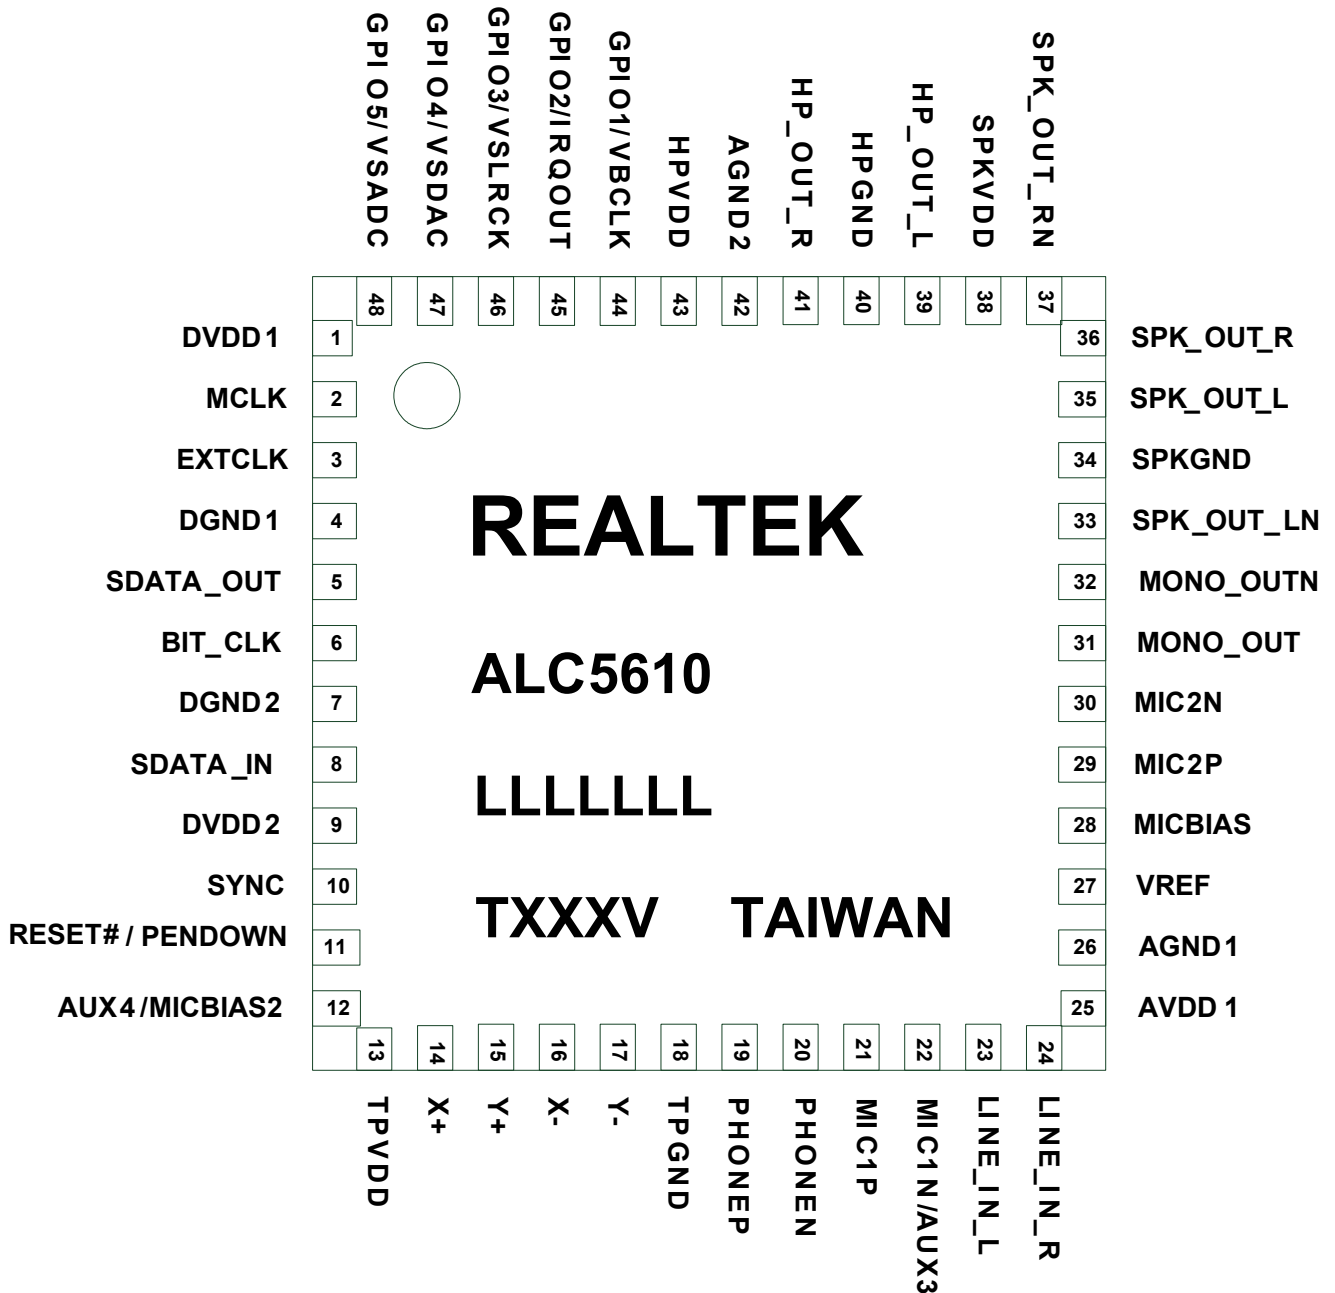 GPIO5/VSADC
GPIO4/VSDAC
GPIO3/VSLRCK
GPIO2/IRQOUT
GPIO1/VBCLK
HPVDD
AGND2
HP_OUT_R
HPGND
HP_OUT_L
SPKVDD
SPK_OUT_RN
48 47 46 45 44 43 42 41 40 39 38 37
DVDD1 1 36 SPK_OUT_R
MCLK 2 35 SPK_OUT_L
EXTCLK 3 34 SPKGND
DGND1 4 33 SPK_OUT_LN
SDATA_OUT 5 32 MONO_OUTN
BIT_CLK 6 31 MONO_OUT
DGND2 7 30 MIC2N
SDATA_IN 8 29 MIC2P
DVDD2 9 28 MICBIAS
SYNC 10 27 VREF
RESET#/PENDOWN 11 26 AGND1
AUX4/MICBIAS2 12 25 AVDD1
REALTEK
ALC5610
LLLLLLL
TXXXV TAIWAN
13 14 15 16 17 18 19 20 21 22 23 24
TPVDD
X+
Y+
X-
Y-
TPGND
PHONEP
PHONEN
MIC1P
MIC1N/AUX3
LINE_IN_L
LINE_IN_R